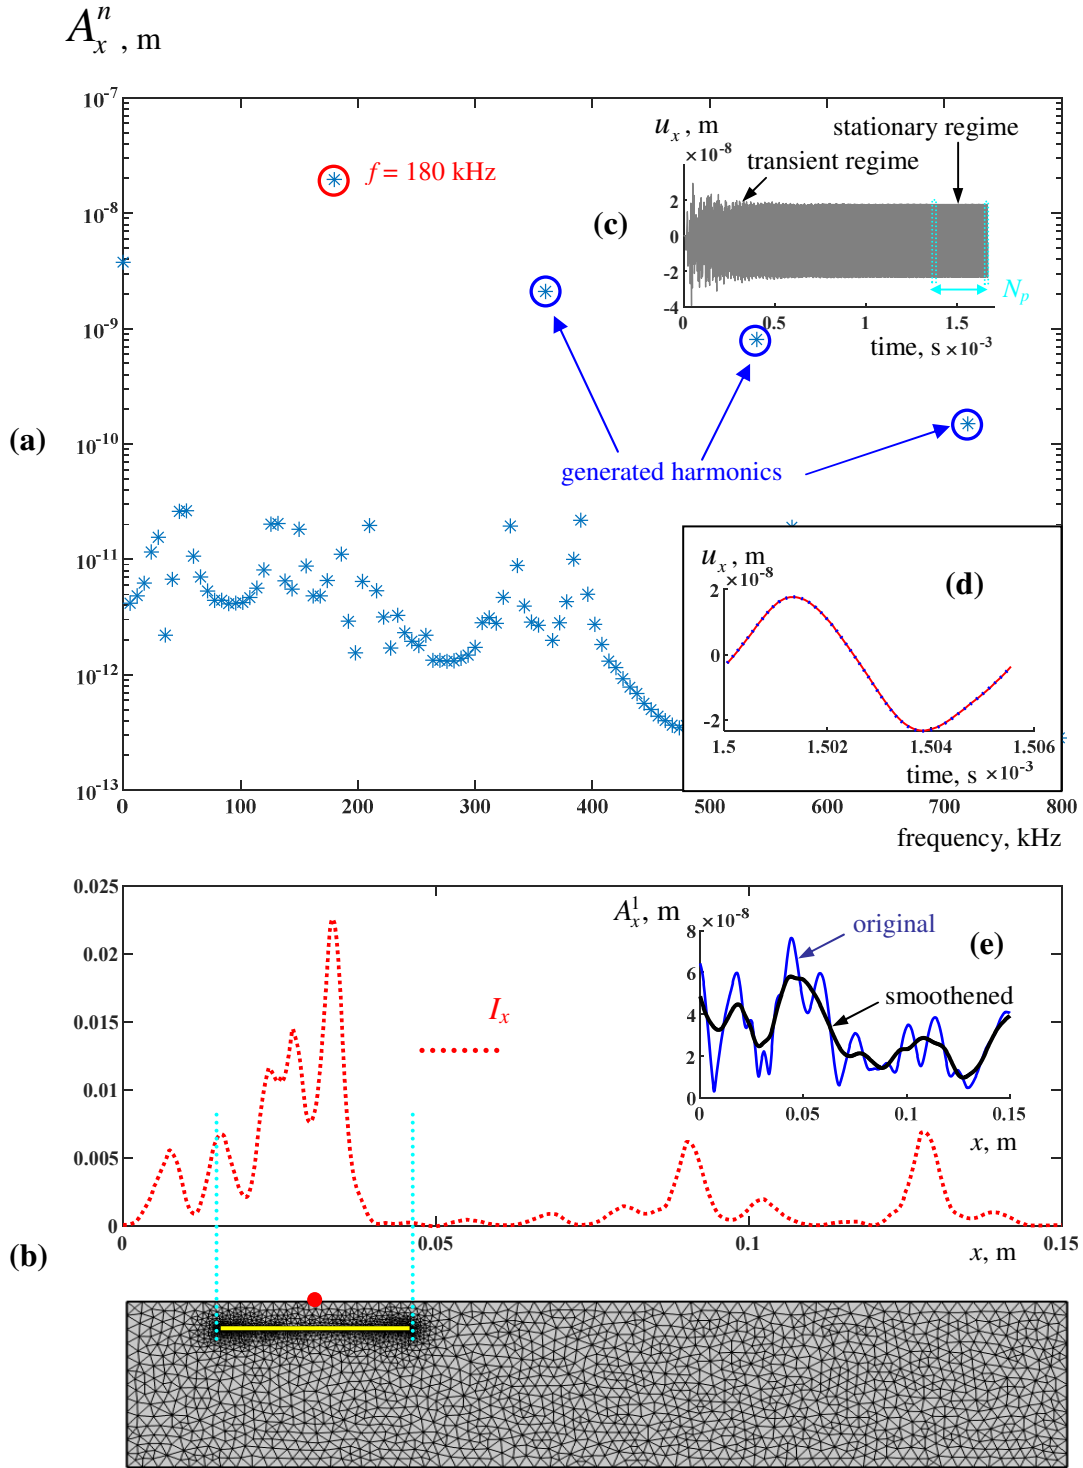 A_x^n , m
10^-7
10^-8
10^-9
10^-10
10^-11
10^-12
10^-13
(a)
f = 180 kHz
generated harmonics
0 100 200 300 400 500 600 700 800
frequency, kHz
(c)
u_x , m
×10^-8
stationary regime
transient regime
2
0
-2
-4
N_p
0 0.5 1 1.5
time, s ×10^-3
(d)
u_x , m
×10^-8
2
0
-2
1.5 1.502 1.504 1.506
time, s ×10^-3
(b)
0.025
0.02
0.015
0.01
0.005
0
I_x
0 0.05 0.1 0.15
x, m
(e)
A_x^1, m
×10^-8
original
smoothened
8
6
4
2
0
0 0.05 0.1 0.15
x, m